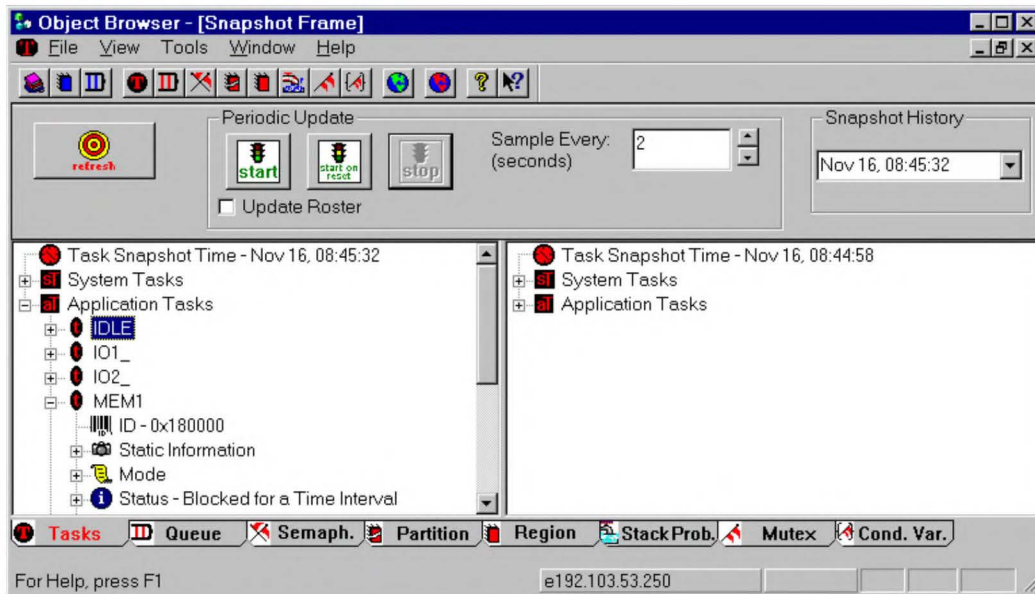 Object Browser - [Snapshot Frame]
File View Tools Window Help
Periodic Update
Snapshot History
refresh
start
start on reset
stop
Sample Every:
(seconds)
2
Nov 16, 08:45:32
Update Roster
Task Snapshot Time - Nov 16, 08:45:32
System Tasks
Application Tasks
IDLE
IO1_
IO2_
MEM1
ID - 0x180000
Static Information
Mode
Status - Blocked for a Time Interval
Task Snapshot Time - Nov 16, 08:44:58
System Tasks
Application Tasks
Tasks Queue Semaph. Partition Region Stack Prob. Mutex Cond. Var.
For Help, press F1
e192.103.53.250